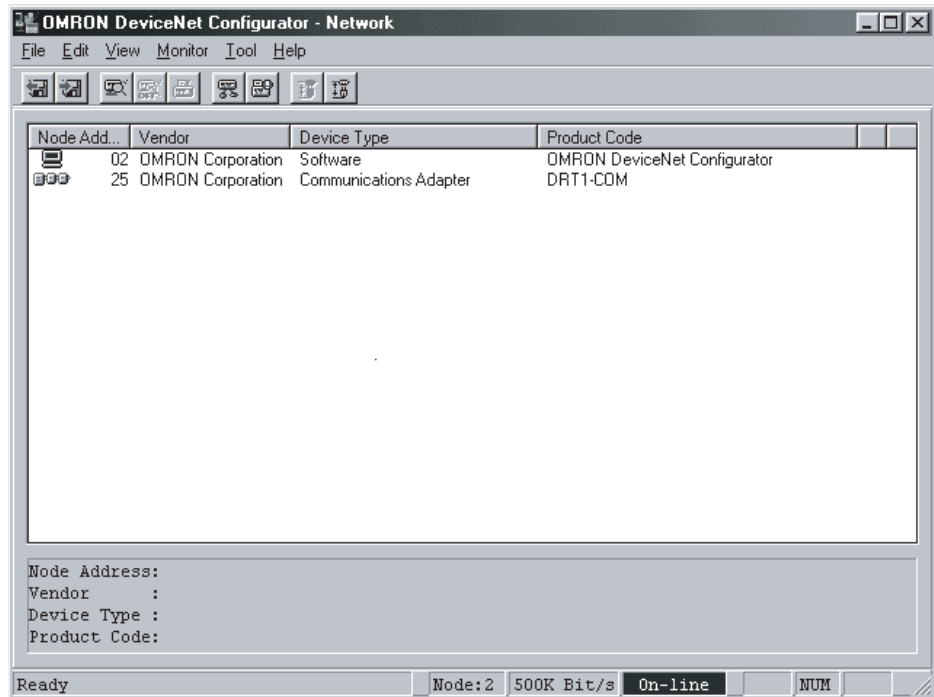 OMRON DeviceNet Configurator - Network
File Edit View Monitor Tool Help
Node Add... Vendor Device Type Product Code
02 OMRON Corporation Software OMRON DeviceNet Configurator
25 OMRON Corporation Communications Adapter DRT1-COM
Node Address:
Vendor :
Device Type :
Product Code:
Ready Node:2 500K Bit/s On-line NUM